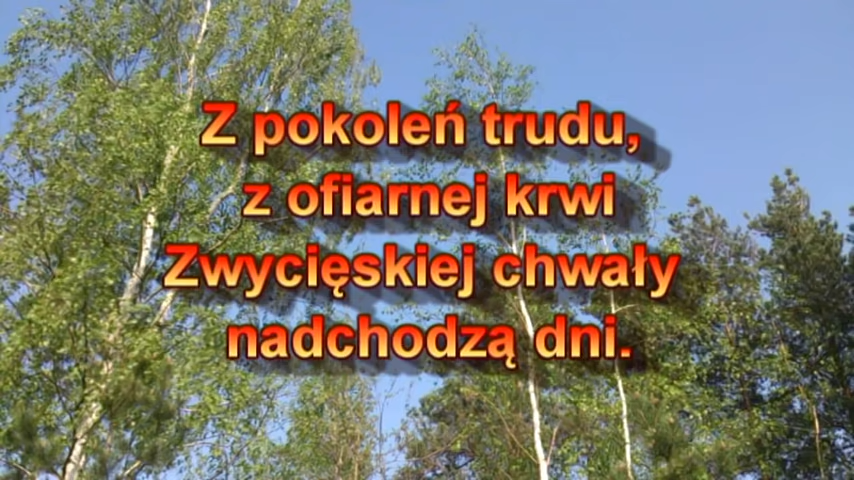 Z pokoleń trudu,
z ofiarnej krwi
Zwycięskiej chwały
nadchodzą dni.